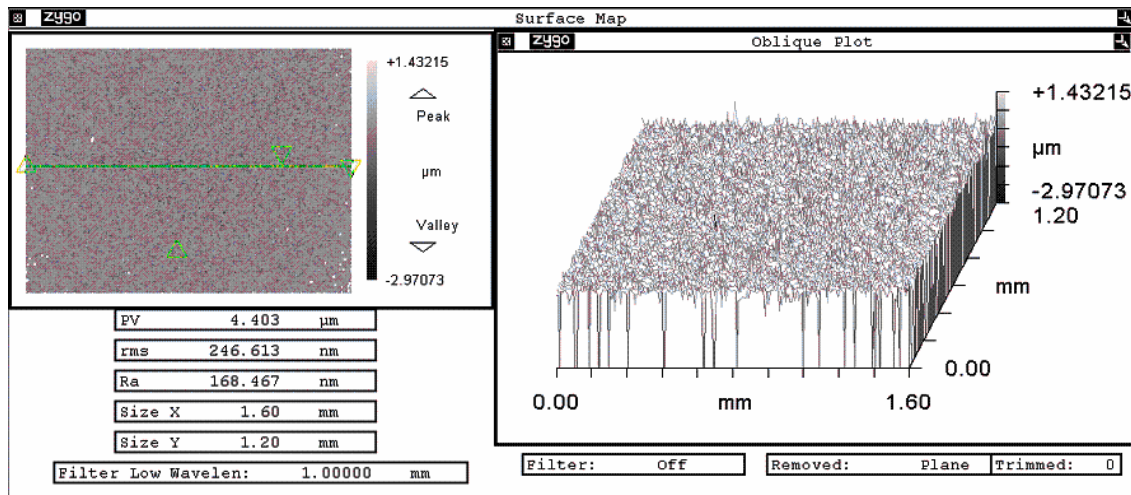 zygo Surface Map
+1.43215
Peak
µm
Valley
-2.97073
PV 4.403 µm
rms 246.613 nm
Ra 168.467 nm
Size X 1.60 mm
Size Y 1.20 mm
Filter Low Wavelen: 1.00000 mm
zygo Oblique Plot
+1.43215
µm
-2.97073
1.20
mm
0.00
0.00 mm 1.60
Filter: Off Removed: Plane Trimmed: 0